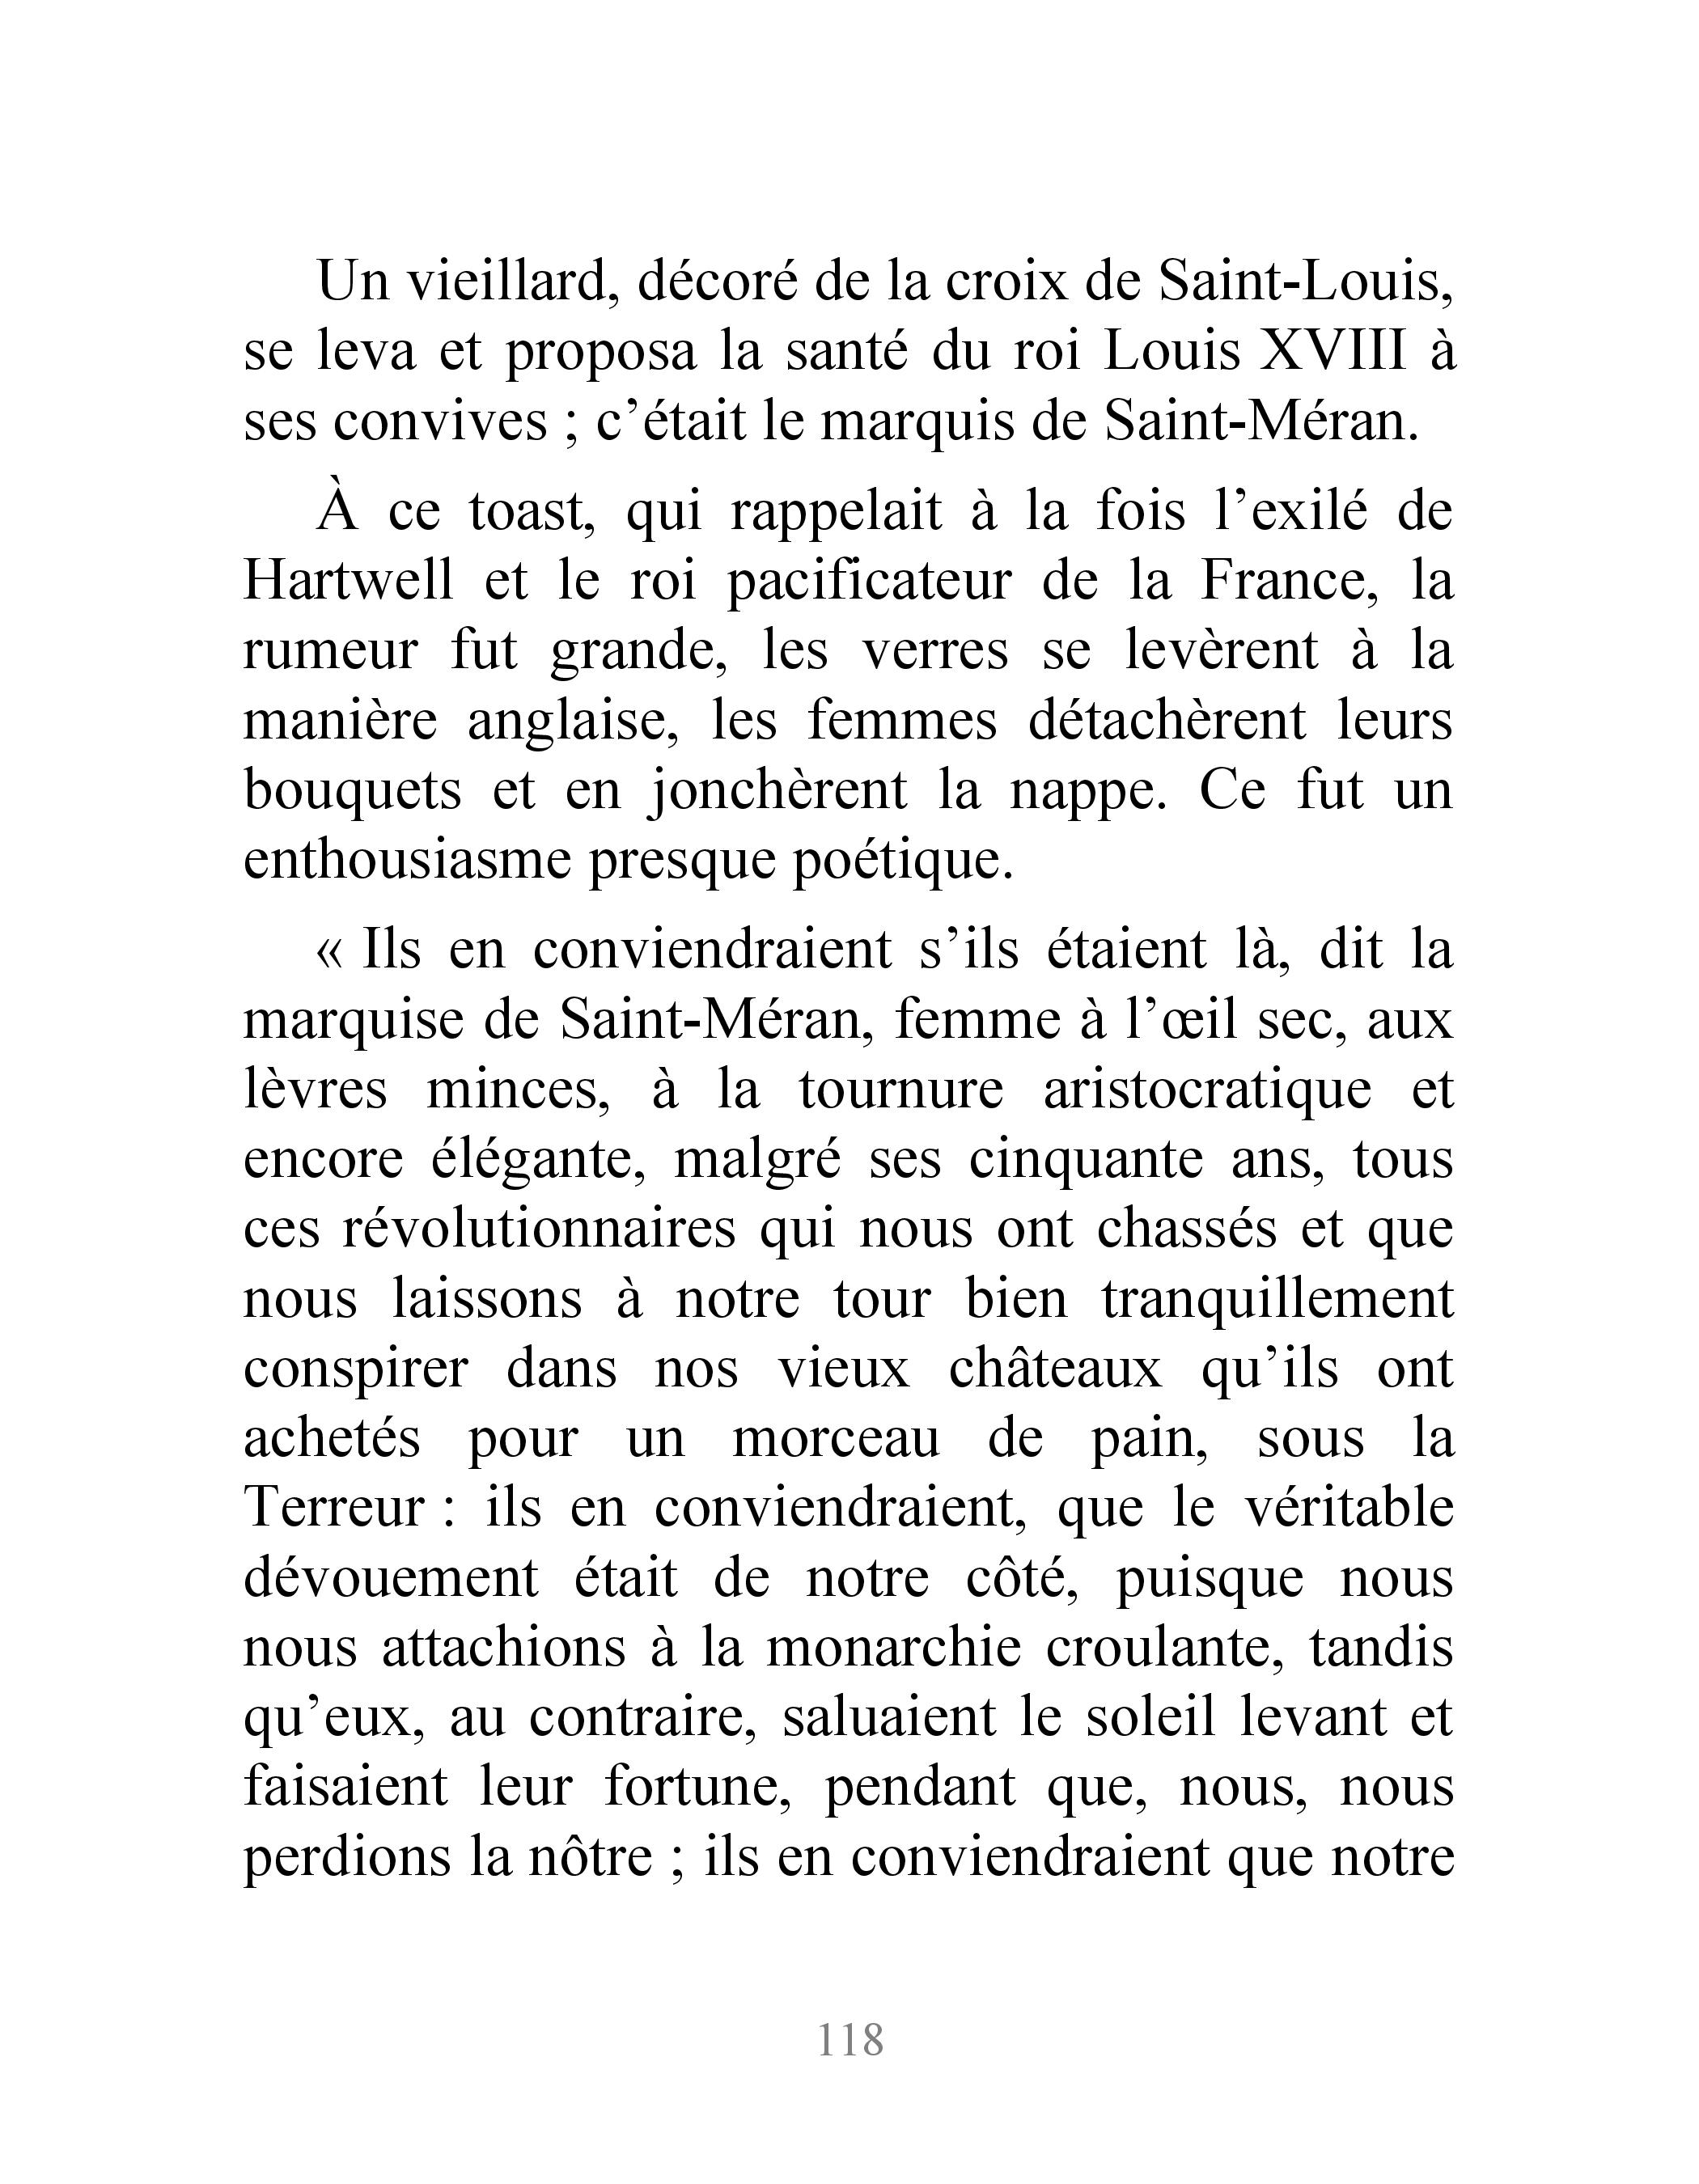 Un vieillard, décoré de la croix de Saint-Louis,
se leva et proposa la santé du roi Louis XVIII à
ses convives ; c’était le marquis de Saint-Méran.
À ce toast, qui rappelait à la fois l’exilé de
Hartwell et le roi pacificateur de la France, la
rumeur fut grande, les verres se levèrent à la
manière anglaise, les femmes détachèrent leurs
bouquets et en jonchèrent la nappe. Ce fut un
enthousiasme presque poétique.
« Ils en conviendraient s’ils étaient là, dit la
marquise de Saint-Méran, femme à l’œil sec, aux
lèvres minces, à la tournure aristocratique et
encore élégante, malgré ses cinquante ans, tous
ces révolutionnaires qui nous ont chassés et que
nous laissons à notre tour bien tranquillement
conspirer dans nos vieux châteaux qu’ils ont
achetés pour un morceau de pain, sous la
Terreur : ils en conviendraient, que le véritable
dévouement était de notre côté, puisque nous
nous attachions à la monarchie croulante, tandis
qu’eux, au contraire, saluaient le soleil levant et
faisaient leur fortune, pendant que, nous, nous
perdions la nôtre ; ils en conviendraient que notre
118